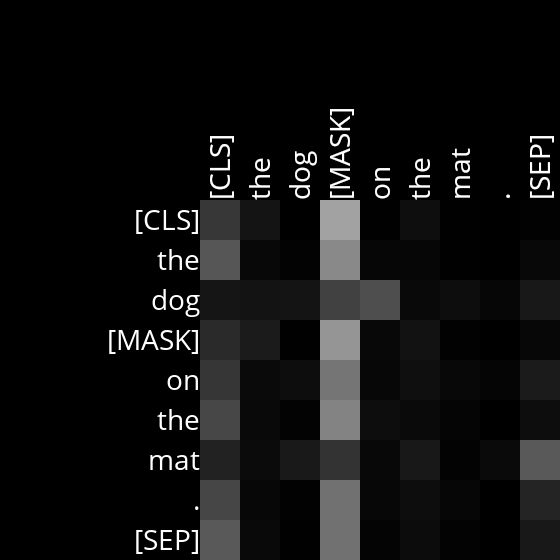 [CLS] the dog [MASK] on the mat . [SEP]
[CLS]
the
dog
[MASK]
on
the
mat
.
[SEP]